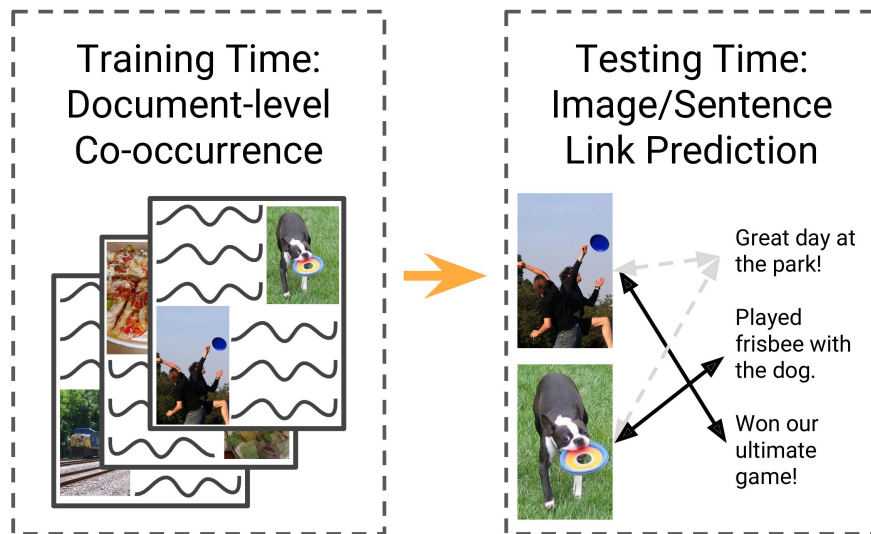 Training Time:
Document-level
Co-occurrence
Testing Time:
Image/Sentence
Link Prediction
Great day at
the park!
Played
frisbee with
the dog.
Won our
ultimate
game!